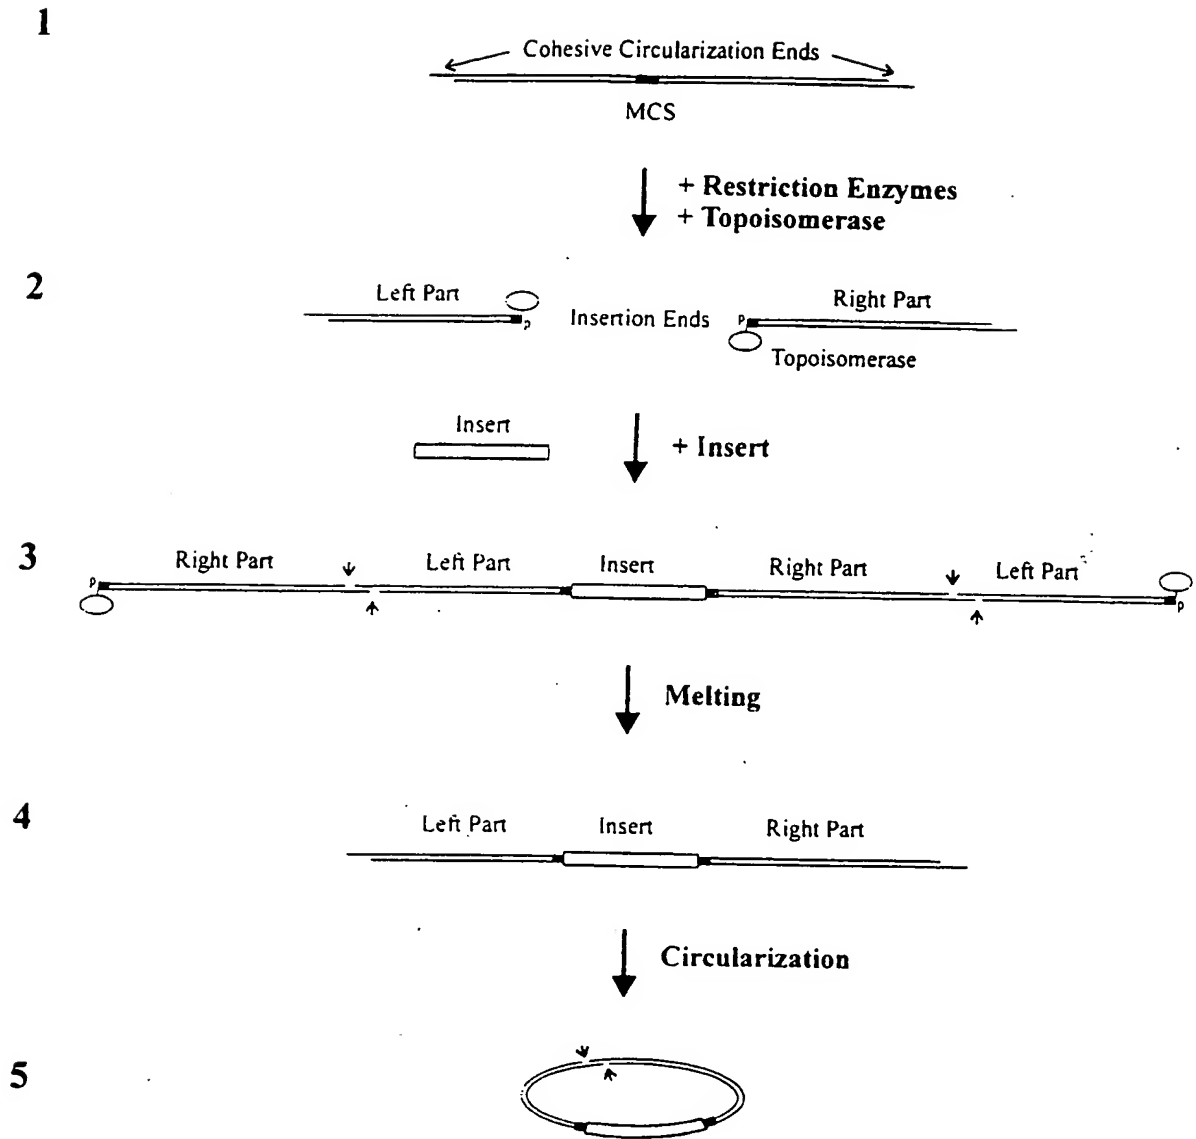 1
Cohesive Circularization Ends
MCS
+ Restriction Enzymes
+ Topoisomerase
2
Left Part
Right Part
P
Insertion Ends
P
Topoisomerase
Insert
+ Insert
3
Right Part
Left Part
Insert
Right Part
Left Part
P
P
Melting
4
Left Part
Insert
Right Part
Circularization
5